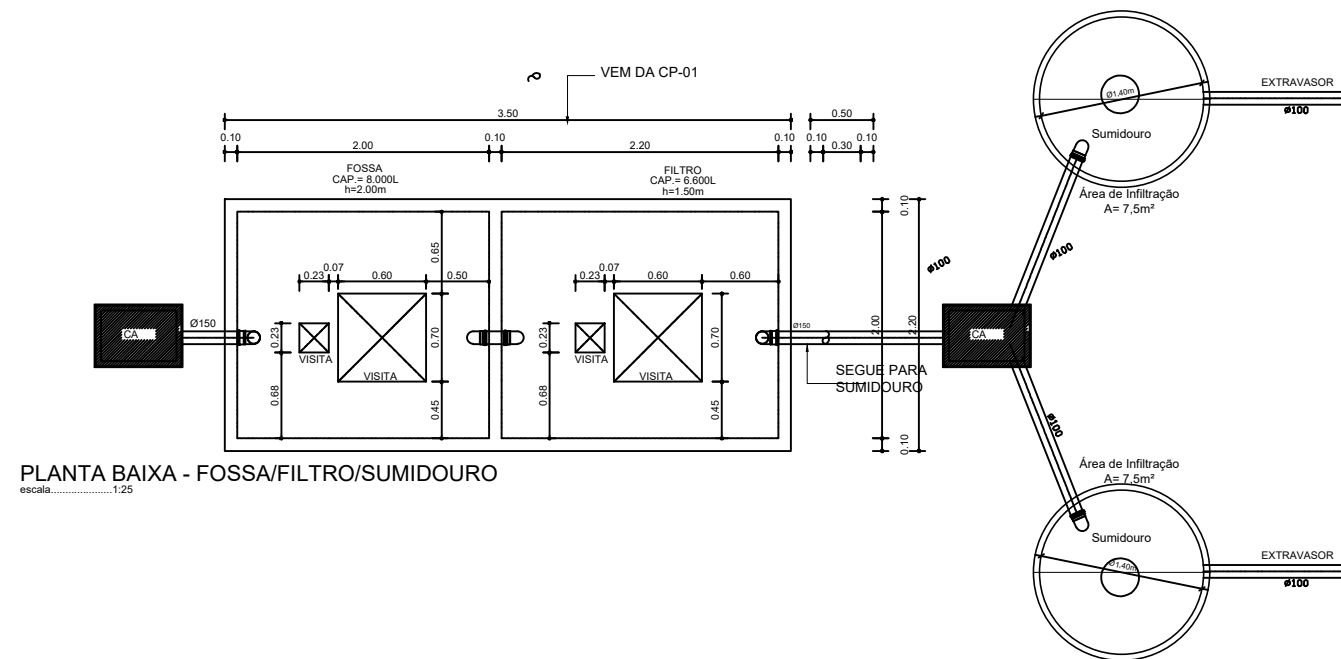 VEM DA CP-01
3.50
0.50
0.10
2.00
0.10
2.20
0.10
0.10
0.30
0.10
FOSSA
CAP.= 8.000L
h=2.00m
FILTRO
CAP.= 6.600L
h=1.50m
0.10
0.65
0.07
0.23
0.60
0.50
0.07
0.23
0.60
0.60
CA
Ø150
0.23
VISITA
0.68
0.70
VISITA
0.45
0.23
VISITA
0.68
0.70
VISITA
0.45
Ø150
SEGUE PARA
SUMIDOURO
2.00
2.20
0.10
ø100
CA
Ø1.40m
Sumidouro
EXTRAVASOR
ø100
Área de Infiltração
A= 7,5m²
ø100
ø100
Área de Infiltração
A= 7,5m²
Sumidouro
Ø1.40m
EXTRAVASOR
ø100
PLANTA BAIXA - FOSSA/FILTRO/SUMIDOURO
escala.....................1:25